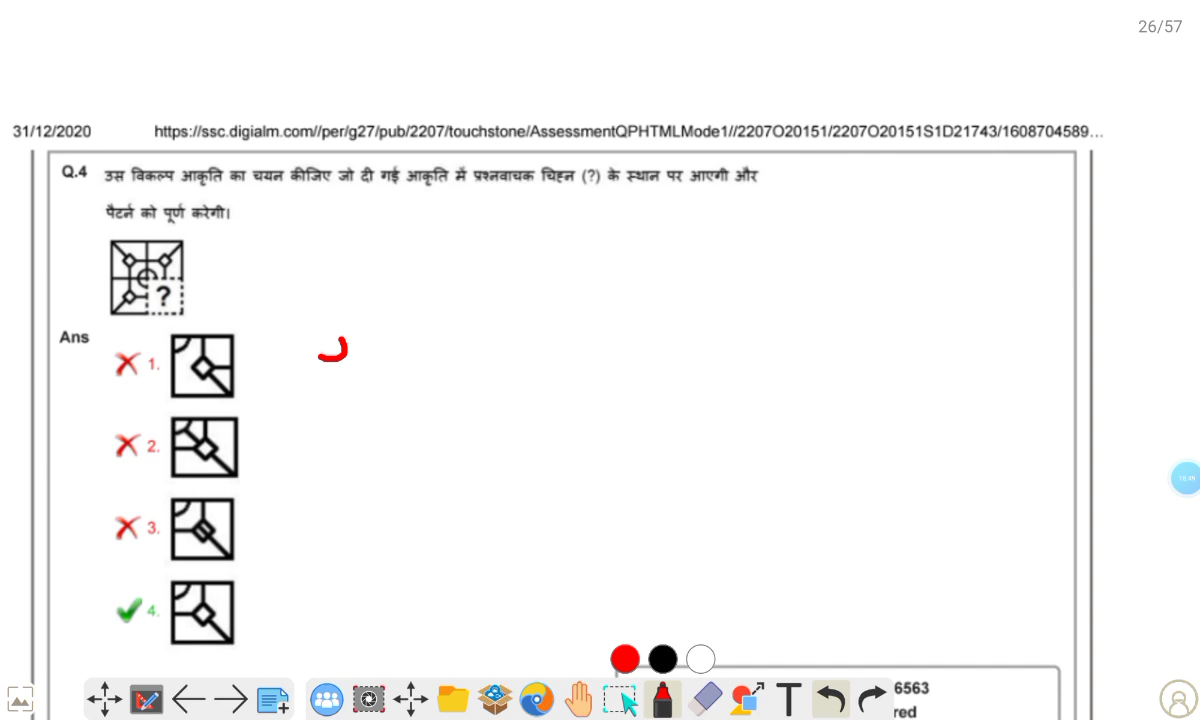 26/57
31/12/2020 https://ssc.digialm.com//per/g27/pub/2207/touchstone/AssessmentQPHTMLMode1//2207O20151/2207O20151S1D21743/1608704589...
Q.4 उस विकल्प आकृति का चयन कीजिए जो दी गई आकृति में प्रश्नवाचक चिह्न (?) के स्थान पर आएगी और
पैटर्न को पूर्ण करेगी।
?
Ans
1.
2.
3.
4.
6563
red
T